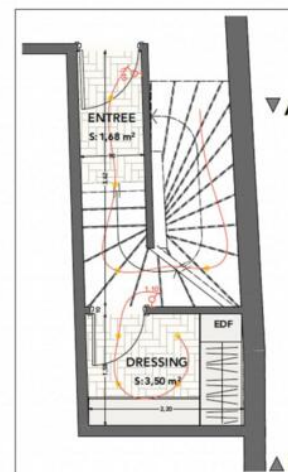 A
ENTREE
S: 1,68 m²
EDF
DRESSING
S: 3,50 m²
2,20